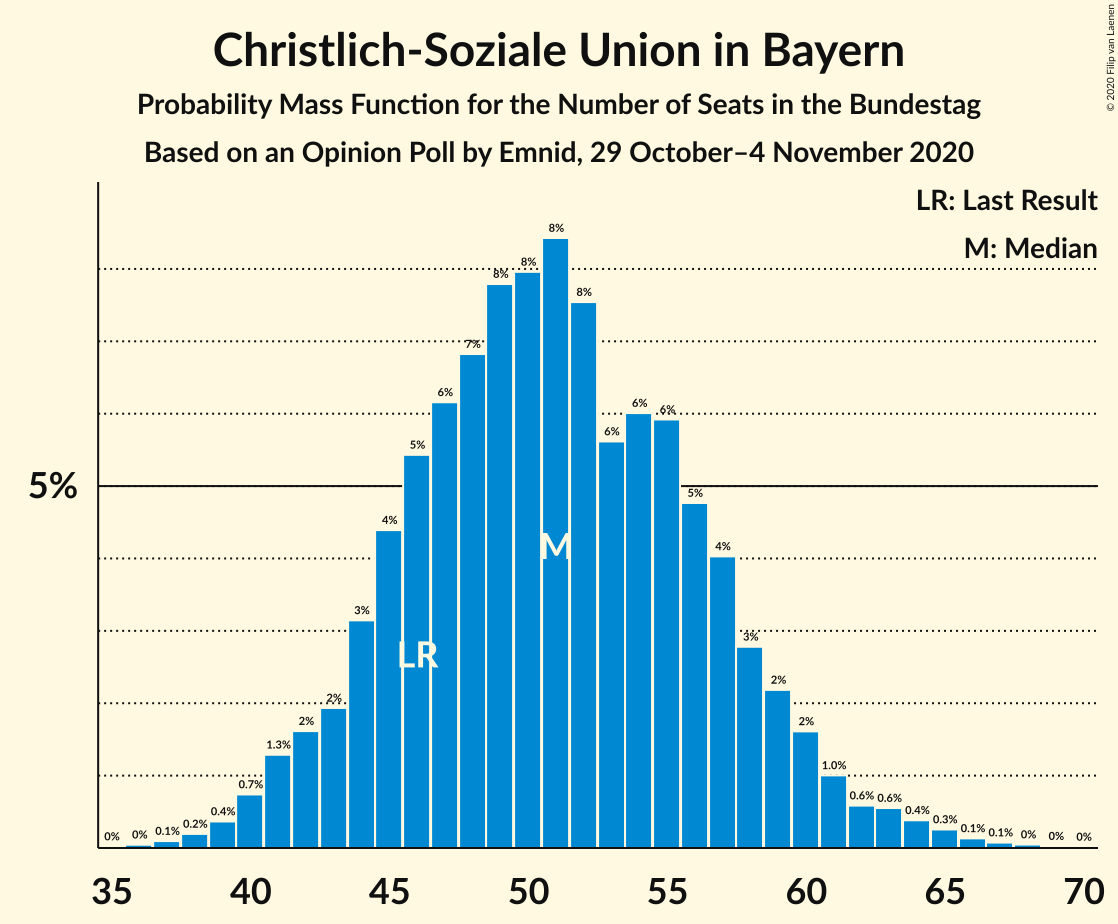 Christlich-Soziale Union in Bayern
Probability Mass Function for the Number of Seats in the Bundestag
Based on an Opinion Poll by Emnid, 29 October–4 November 2020
© 2020 Filip van Laenen
LR: Last Result
M: Median
5%
0% 0% 0.1% 0.2% 0.4% 0.7% 1.3% 2% 2% 3% 4% 5% 6% 7% 8% 8% 8% 8% 6% 6% 6% 5% 4% 3% 2% 2% 1.0% 0.6% 0.6% 0.4% 0.3% 0.1% 0.1% 0% 0% 0%
M
LR
35 40 45 50 55 60 65 70